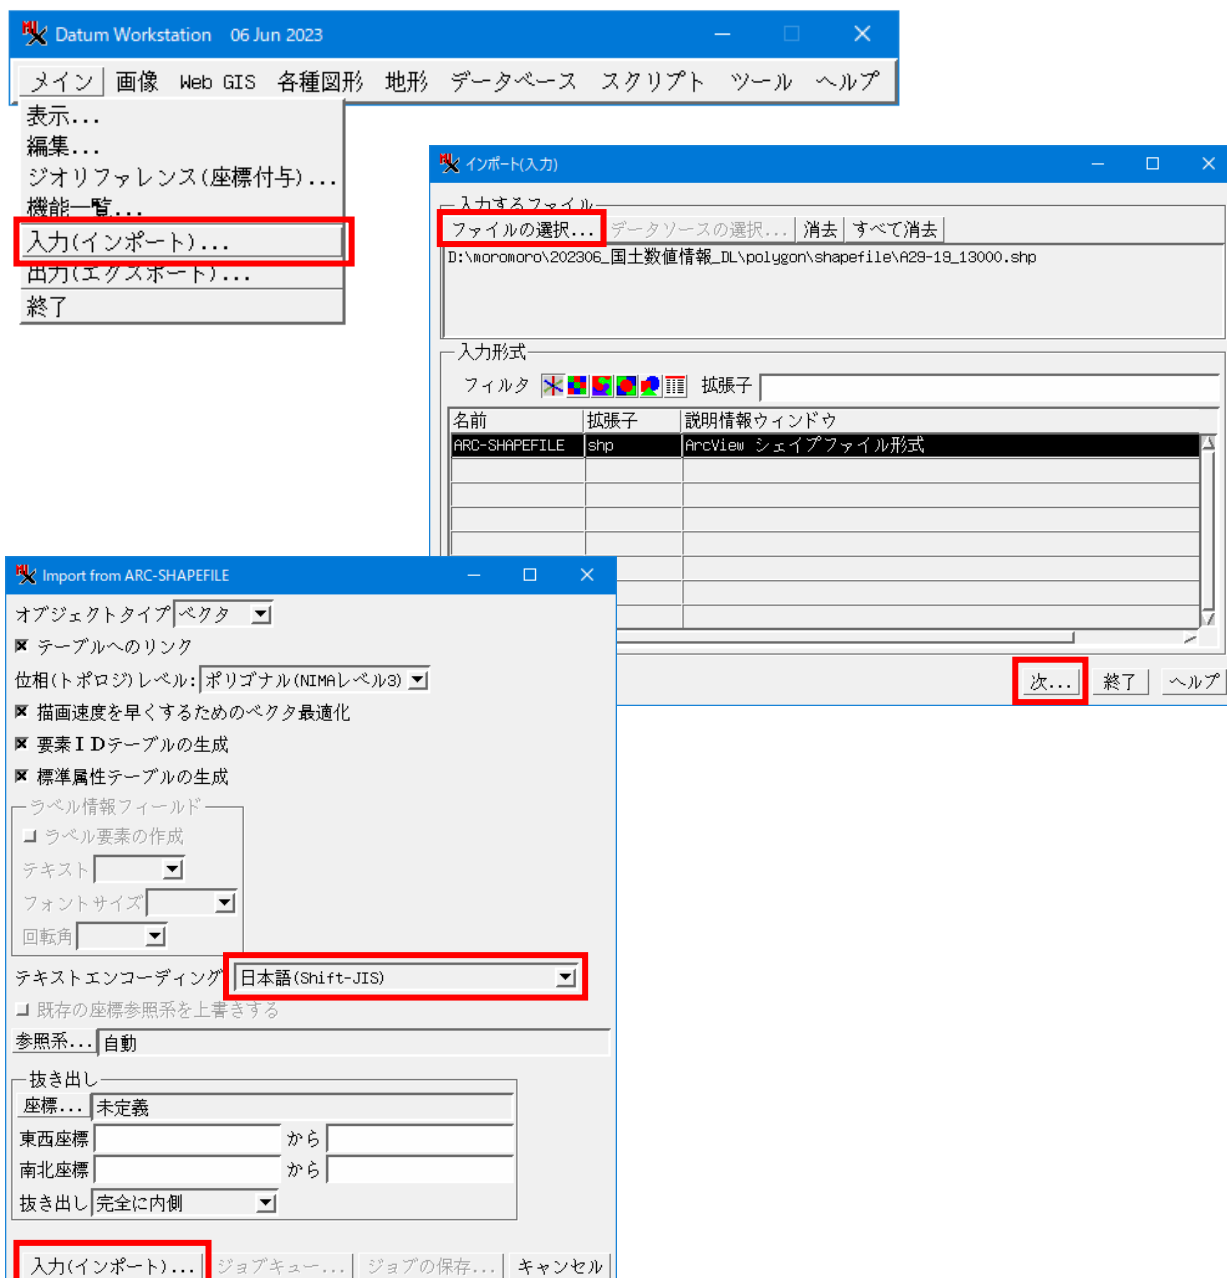 Datum Workstation 06 Jun 2023
メイン 画像 Web GIS 各種図形 地形 データベース スクリプト ツール ヘルプ
表示...
編集...
ジオリファレンス(座標付与)...
機能一覧...
入力(インポート)...
出力(エクスポート)...
終了
インポート(入力)
入力するファイル
ファイルの選択... データソースの選択... 消去 すべて消去
D:\moromoro\202306_国土数値情報_DL\polygon\shapefile\A29-19_13000.shp
入力形式
フィルタ 拡張子
名前 拡張子 説明情報ウィンドウ
ARC-SHAPEFILE shp ArcView シェイプファイル形式
次... 終了 ヘルプ
Import from ARC-SHAPEFILE
オブジェクトタイプ ベクタ
テーブルへのリンク
位相(トポロジ)レベル: ポリゴナル(NIMAレベル3)
描画速度を早くするためのベクタ最適化
要素IDテーブルの生成
標準属性テーブルの生成
ラベル情報フィールド
ラベル要素の作成
テキスト
フォントサイズ
回転角
テキストエンコーディング 日本語(Shift-JIS)
既存の座標参照系を上書きする
参照系... 自動
抜き出し
座標... 未定義
東西座標 から
南北座標 から
抜き出し 完全に内側
入力(インポート)... ジョブキュー... ジョブの保存... キャンセル